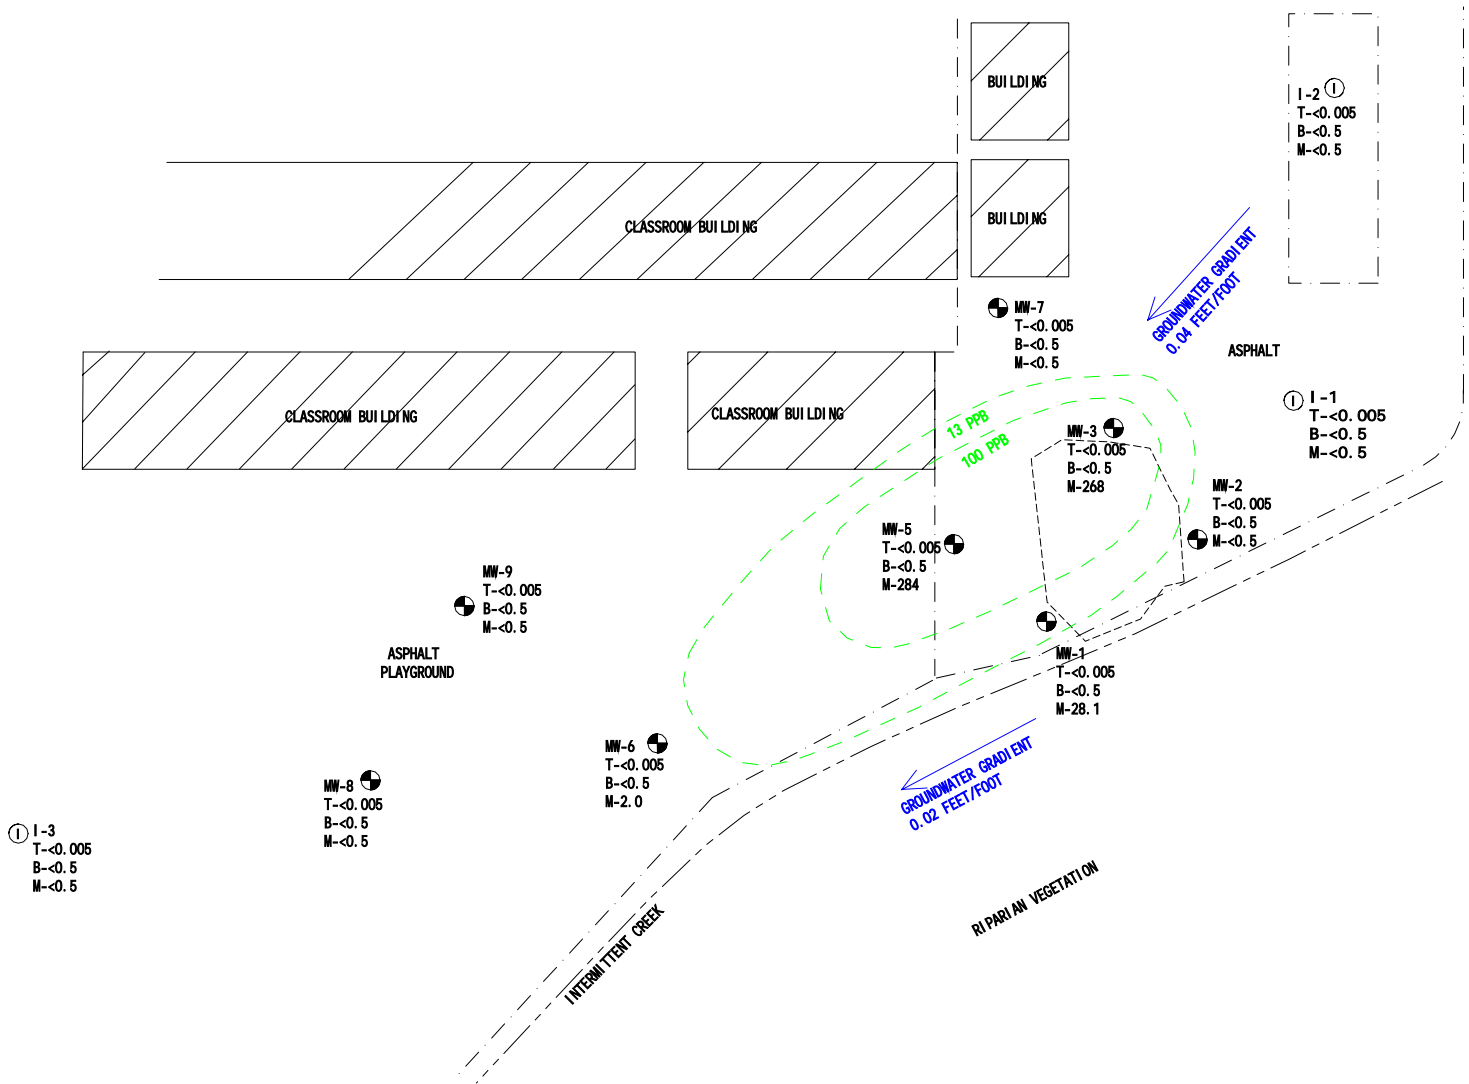 BUILDING
I-2
I
T-<0.005
B-<0.5
M-<0.5
CLASSROOM BUILDING
BUILDING
GROUNDWATER GRADIENT
0.04 FEET/FOOT
MW-7
T-<0.005
B-<0.5
M-<0.5
ASPHALT
CLASSROOM BUILDING
CLASSROOM BUILDING
I
I-1
T-<0.005
B-<0.5
M-<0.5
13 PPB
100 PPB
MW-3
T-<0.005
B-<0.5
M-268
MW-2
T-<0.005
B-<0.5
M-<0.5
MW-5
T-<0.005
B-<0.5
M-284
MW-9
T-<0.005
B-<0.5
M-<0.5
ASPHALT
PLAYGROUND
MW-1
T-<0.005
B-<0.5
M-28.1
MW-6
T-<0.005
B-<0.5
M-2.0
GROUNDWATER GRADIENT
0.02 FEET/FOOT
MW-8
T-<0.005
B-<0.5
M-<0.5
I
I-3
T-<0.005
B-<0.5
M-<0.5
RIPARIAN VEGETATION
INTERMITTENT CREEK